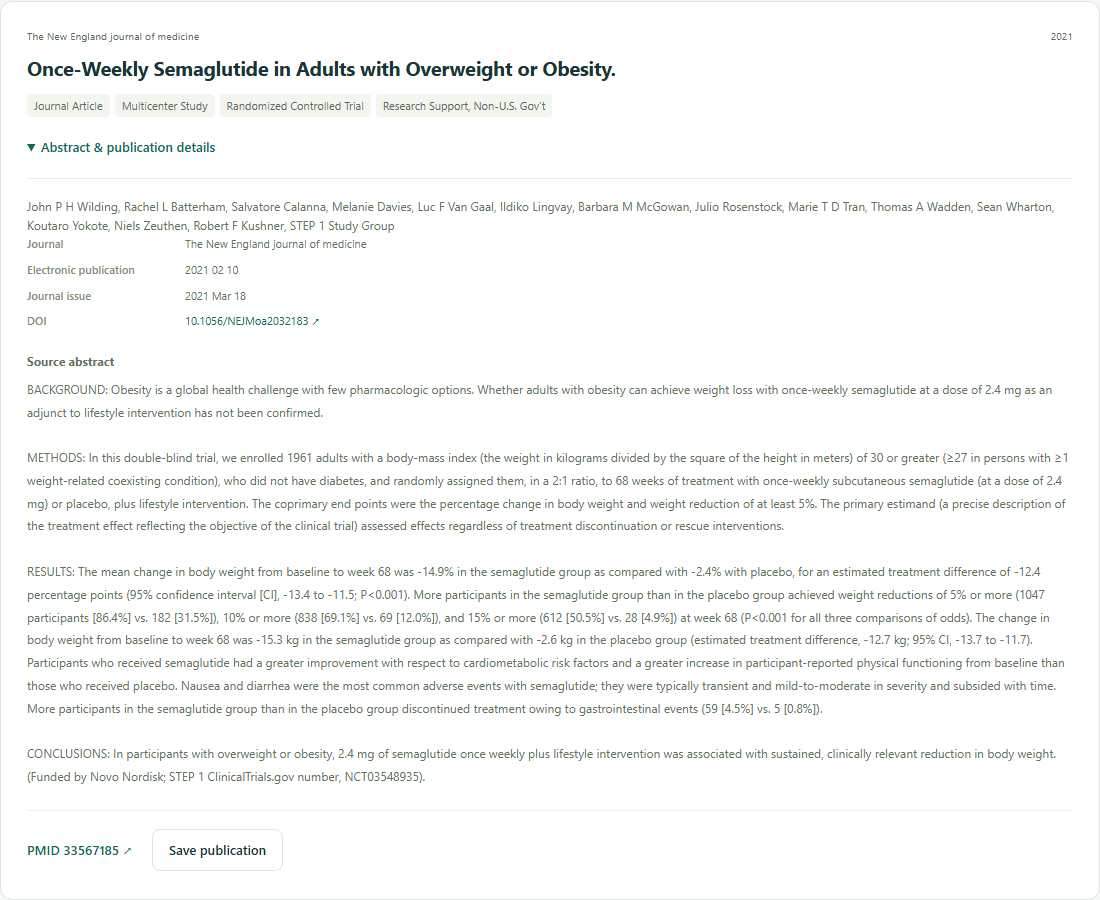 The New England journal of medicine
2021
Once-Weekly Semaglutide in Adults with Overweight or Obesity.
Journal Article
Multicenter Study
Randomized Controlled Trial
Research Support, Non-U.S. Gov't
▼ Abstract & publication details
John P H Wilding, Rachel L Batterham, Salvatore Calanna, Melanie Davies, Luc F Van Gaal, Ildiko Lingvay, Barbara M McGowan, Julio Rosenstock, Marie T D Tran, Thomas A Wadden, Sean Wharton,
Koutaro Yokote, Niels Zeuthen, Robert F Kushner, STEP 1 Study Group
Journal The New England journal of medicine
Electronic publication 2021 02 10
Journal issue 2021 Mar 18
DOI 10.1056/NEJMoa2032183 ↗
Source abstract
BACKGROUND: Obesity is a global health challenge with few pharmacologic options. Whether adults with obesity can achieve weight loss with once-weekly semaglutide at a dose of 2.4 mg as an
adjunct to lifestyle intervention has not been confirmed.
METHODS: In this double-blind trial, we enrolled 1961 adults with a body-mass index (the weight in kilograms divided by the square of the height in meters) of 30 or greater (≥27 in persons with ≥1
weight-related coexisting condition), who did not have diabetes, and randomly assigned them, in a 2:1 ratio, to 68 weeks of treatment with once-weekly subcutaneous semaglutide (at a dose of 2.4
mg) or placebo, plus lifestyle intervention. The coprimary end points were the percentage change in body weight and weight reduction of at least 5%. The primary estimand (a precise description of
the treatment effect reflecting the objective of the clinical trial) assessed effects regardless of treatment discontinuation or rescue interventions.
RESULTS: The mean change in body weight from baseline to week 68 was -14.9% in the semaglutide group as compared with -2.4% with placebo, for an estimated treatment difference of -12.4
percentage points (95% confidence interval [CI], -13.4 to -11.5; P<0.001). More participants in the semaglutide group than in the placebo group achieved weight reductions of 5% or more (1047
participants [86.4%] vs. 182 [31.5%]), 10% or more (838 [69.1%] vs. 69 [12.0%]), and 15% or more (612 [50.5%] vs. 28 [4.9%]) at week 68 (P<0.001 for all three comparisons of odds). The change in
body weight from baseline to week 68 was -15.3 kg in the semaglutide group as compared with -2.6 kg in the placebo group (estimated treatment difference, -12.7 kg; 95% CI, -13.7 to -11.7).
Participants who received semaglutide had a greater improvement with respect to cardiometabolic risk factors and a greater increase in participant-reported physical functioning from baseline than
those who received placebo. Nausea and diarrhea were the most common adverse events with semaglutide; they were typically transient and mild-to-moderate in severity and subsided with time.
More participants in the semaglutide group than in the placebo group discontinued treatment owing to gastrointestinal events (59 [4.5%] vs. 5 [0.8%]).
CONCLUSIONS: In participants with overweight or obesity, 2.4 mg of semaglutide once weekly plus lifestyle intervention was associated with sustained, clinically relevant reduction in body weight.
(Funded by Novo Nordisk; STEP 1 ClinicalTrials.gov number, NCT03548935).
PMID 33567185 ↗
Save publication